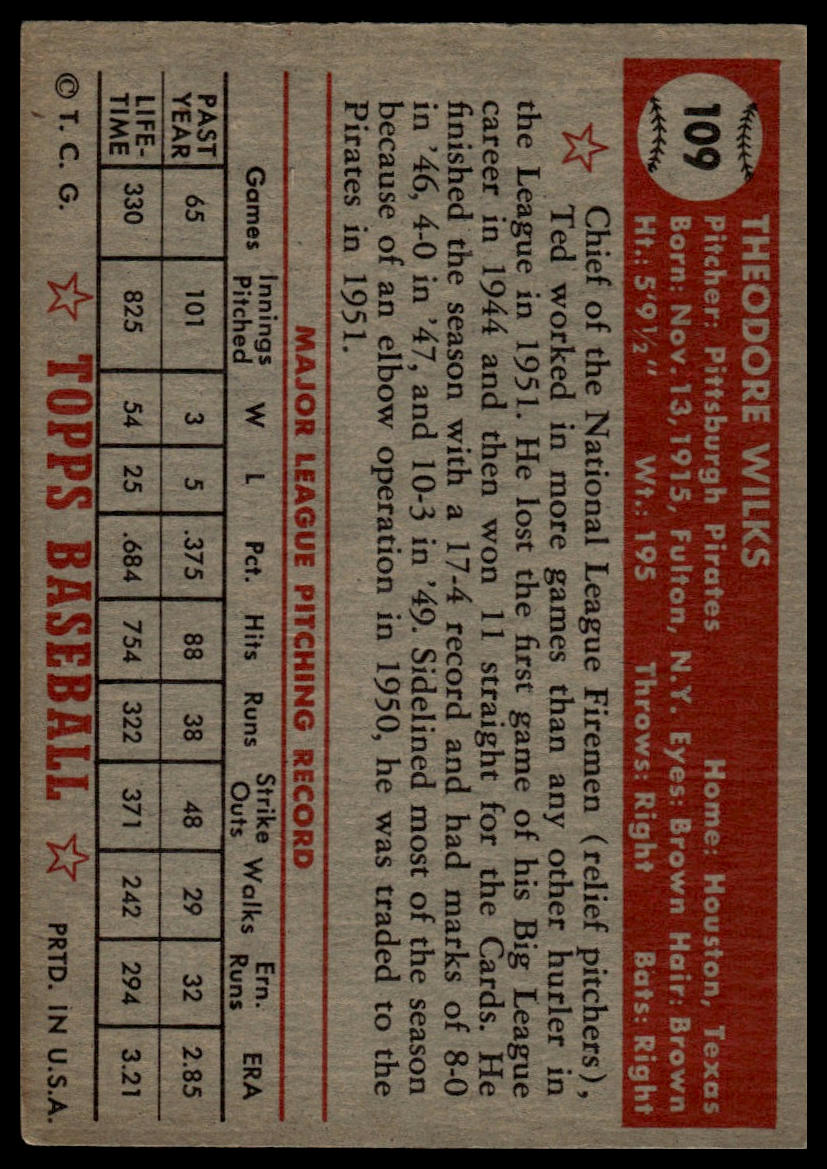 109
THEODORE WILKS
Pitcher: Pittsburgh Pirates Home: Houston, Texas
Born: Nov. 13, 1915, Fulton, N.Y. Eyes: Brown Hair: Brown
Ht.: 5'9½" Wt.: 195 Throws: Right Bats: Right
Chief of the National League Firemen (relief pitchers),
Ted worked in more games than any other hurler in
the League in 1951. He lost the first game of his Big League
career in 1944 and then won 11 straight for the Cards. He
finished the season with a 17-4 record and had marks of 8-0
in '46, 4-0 in '47, and 10-3 in '49. Sidelined most of the season
because of an elbow operation in 1950, he was traded to the
Pirates in 1951.
MAJOR LEAGUE PITCHING RECORD
Games Innings Pitched W L Pct. Hits Runs Strike Outs Walks Ern. Runs ERA
PAST YEAR 65 101 3 5 .375 88 38 48 29 32 2.85
LIFE-TIME 330 825 54 25 .684 754 322 371 242 294 3.21
© T. C. G. TOPPS BASEBALL PRTD. IN U.S.A.